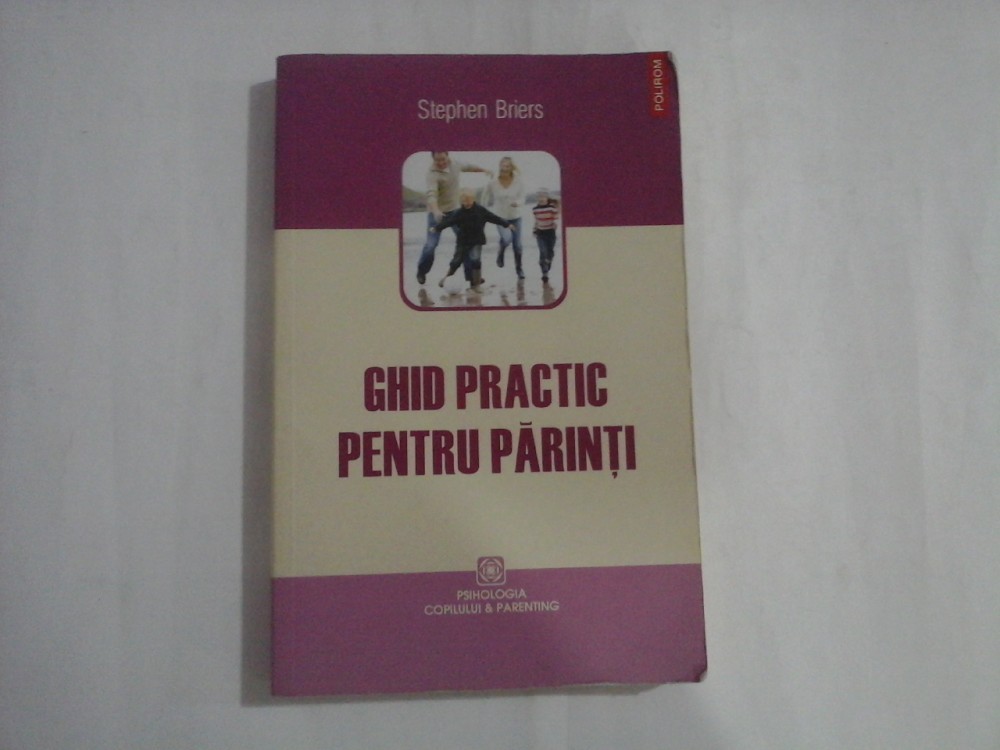 POLIROM
Stephen Briers
GHID PRACTIC
PENTRU PĂRINȚI
PSIHOLOGIA
COPILULUI & PARENTING